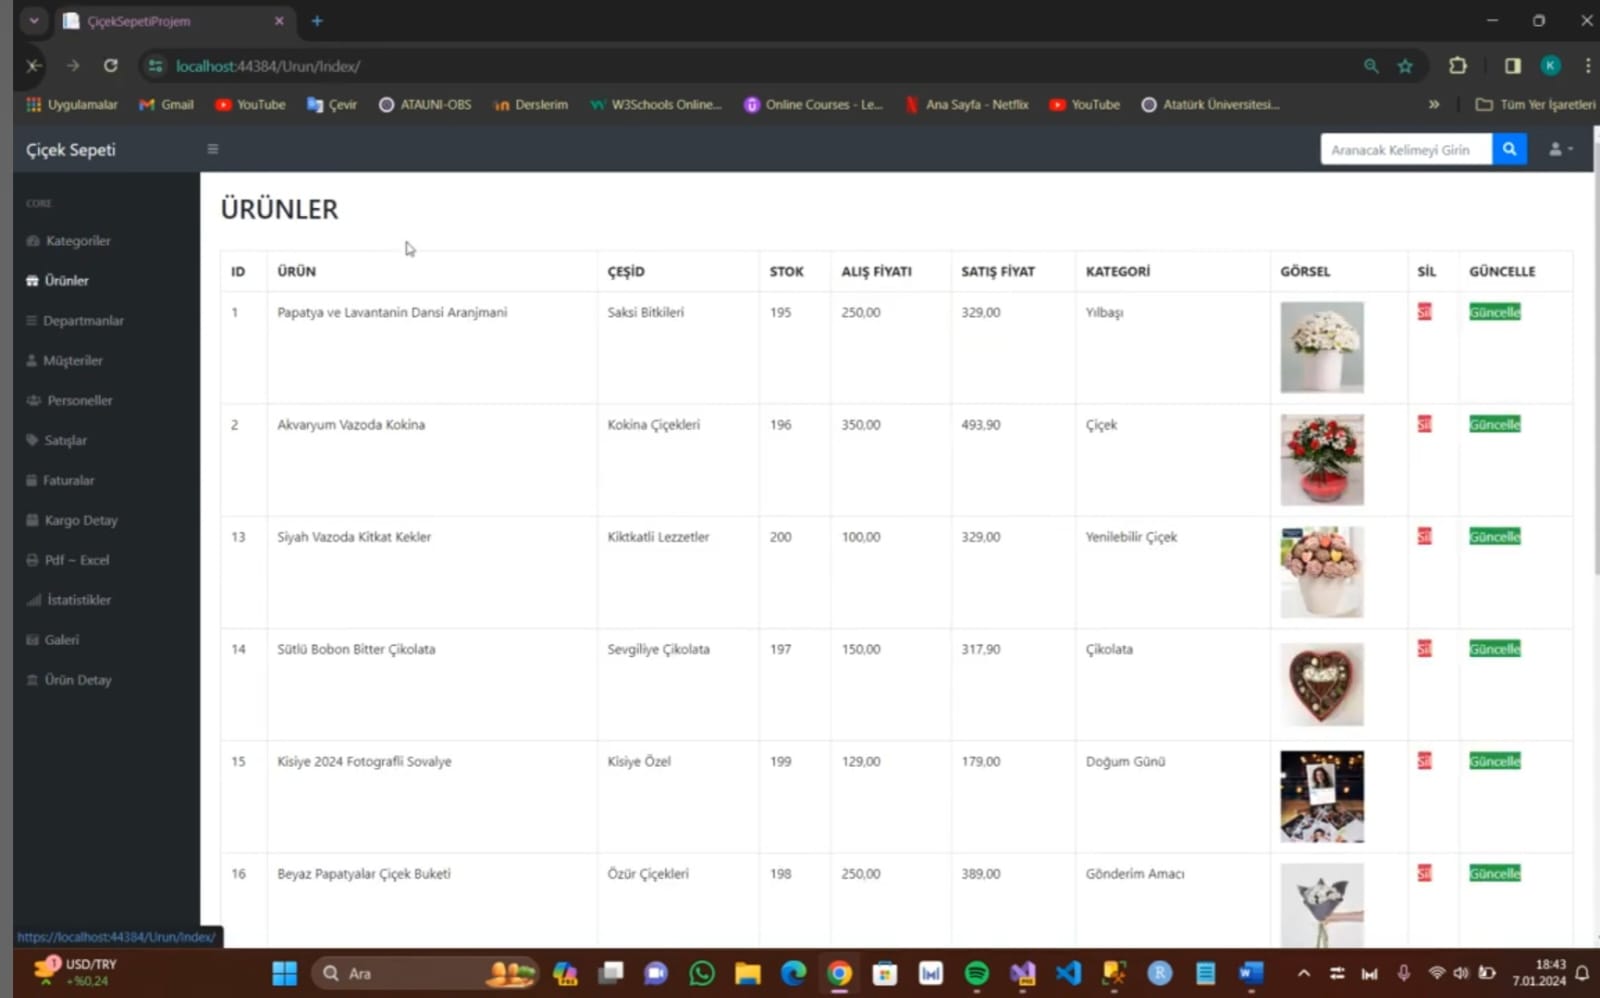 ÇiçekSepetiProjem
localhost:44384/Urun/Index/
Uygulamalar Gmail YouTube Çevir ATAUNI-OBS Derslerim W3Schools Online... Online Courses - Le... Ana Sayfa - Netflix YouTube Atatürk Üniversitesi... » Tüm Yer İşaretleri
Çiçek Sepeti Aranacak Kelimeyi Girin
CORE
Kategoriler
Ürünler
Departmanlar
Müşteriler
Personeller
Satışlar
Faturalar
Kargo Detay
Pdf ~ Excel
İstatistikler
Galeri
Ürün Detay
ÜRÜNLER
ID ÜRÜN ÇEŞİD STOK ALIŞ FİYATI SATIŞ FİYAT KATEGORİ GÖRSEL SİL GÜNCELLE
1 Papatya ve Lavantanin Dansi Aranjmani Saksi Bitkileri 195 250,00 329,00 Yılbaşı Sil Güncelle
2 Akvaryum Vazoda Kokina Kokina Çiçekleri 196 350,00 493,90 Çiçek Sil Güncelle
13 Siyah Vazoda Kitkat Kekler Kiktkatli Lezzetler 200 100,00 329,00 Yenilebilir Çiçek Sil Güncelle
14 Sütlü Bobon Bitter Çikolata Sevgiliye Çikolata 197 150,00 317,90 Çikolata Sil Güncelle
15 Kisiye 2024 Fotografli Sovalye Kisiye Özel 199 129,00 179,00 Doğum Günü Sil Güncelle
16 Beyaz Papatyalar Çiçek Buketi Özür Çiçekleri 198 250,00 389,00 Gönderim Amacı Sil Güncelle
https://localhost:44384/Urun/Index/
USD/TRY
+%0,24
Ara
18:43
7.01.2024